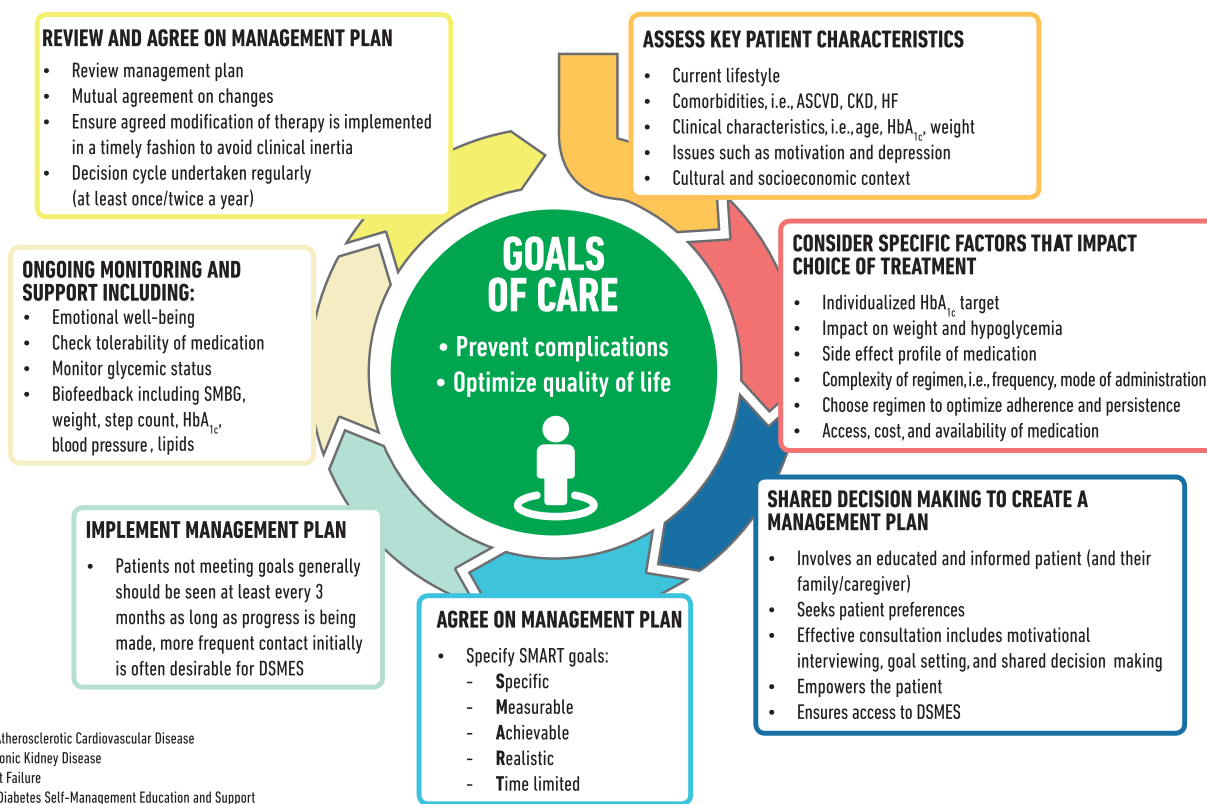 REVIEW AND AGREE ON MANAGEMENT PLAN
• Review management plan
• Mutual agreement on changes
• Ensure agreed modification of therapy is implemented
in a timely fashion to avoid clinical inertia
• Decision cycle undertaken regularly
(at least once/twice a year)
ASSESS KEY PATIENT CHARACTERISTICS
• Current lifestyle
• Comorbidities, i.e., ASCVD, CKD, HF
• Clinical characteristics, i.e., age, HbA1c, weight
• Issues such as motivation and depression
• Cultural and socioeconomic context
CONSIDER SPECIFIC FACTORS THAT IMPACT
CHOICE OF TREATMENT
• Individualized HbA1c target
• Impact on weight and hypoglycemia
• Side effect profile of medication
• Complexity of regimen, i.e., frequency, mode of administration
• Choose regimen to optimize adherence and persistence
• Access, cost, and availability of medication
SHARED DECISION MAKING TO CREATE A
MANAGEMENT PLAN
• Involves an educated and informed patient (and their
family/caregiver)
• Seeks patient preferences
• Effective consultation includes motivational
interviewing, goal setting, and shared decision making
• Empowers the patient
• Ensures access to DSMES
AGREE ON MANAGEMENT PLAN
• Specify SMART goals:
- Specific
- Measurable
- Achievable
- Realistic
- Time limited
IMPLEMENT MANAGEMENT PLAN
• Patients not meeting goals generally
should be seen at least every 3
months as long as progress is being
made, more frequent contact initially
is often desirable for DSMES
ONGOING MONITORING AND
SUPPORT INCLUDING:
• Emotional well-being
• Check tolerability of medication
• Monitor glycemic status
• Biofeedback including SMBG,
weight, step count, HbA1c,
blood pressure, lipids
GOALS
OF CARE
• Prevent complications
• Optimize quality of life
Atherosclerotic Cardiovascular Disease
Kidney Disease
Failure
Diabetes Self-Management Education and Support